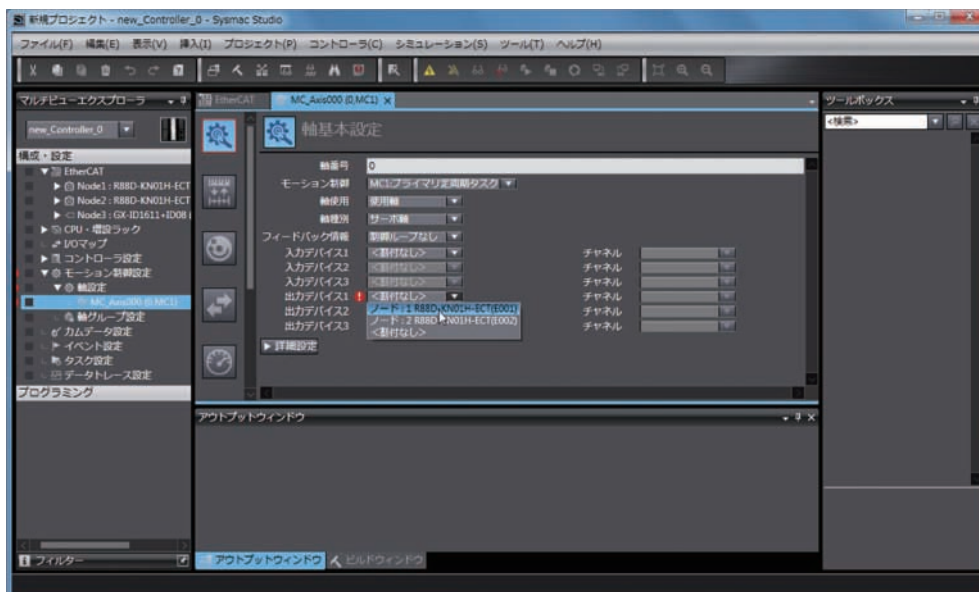 新規プロジェクト - new_Controller_0 - Sysmac Studio
ファイル(F) 編集(E) 表示(V) 挿入(I) プロジェクト(P) コントローラ(C) シミュレーション(S) ツール(T) ヘルプ(H)
マルチビューエクスプローラ
new_Controller_0
構成・設定
EtherCAT
Node1 : R88D-KN01H-ECT
Node2 : R88D-KN01H-ECT
Node3 : GX-ID1611+ID08
CPU・増設ラック
I/Oマップ
コントローラ設定
モーション制御設定
軸設定
MC_Axis000 (0,MC1)
軸グループ設定
カムデータ設定
イベント設定
タスク設定
データトレース設定
プログラミング
フィルター
EtherCAT
MC_Axis000 (0,MC1)
軸基本設定
軸番号 0
モーション制御 MC1:プライマリ定周期タスク
軸使用 使用軸
軸種別 サーボ軸
フィードバック情報 制御ループなし
入力デバイス1 <割付なし> チャネル
入力デバイス2 <割付なし> チャネル
入力デバイス3 <割付なし> チャネル
出力デバイス1 <割付なし> チャネル
出力デバイス2 チャネル
出力デバイス3 チャネル
ノード : 1 R88D-KN01H-ECT(E001)
ノード : 2 R88D-KN01H-ECT(E002)
<割付なし>
詳細設定
アウトプットウィンドウ
アウトプットウィンドウ
ビルドウィンドウ
ツールボックス
<検索>